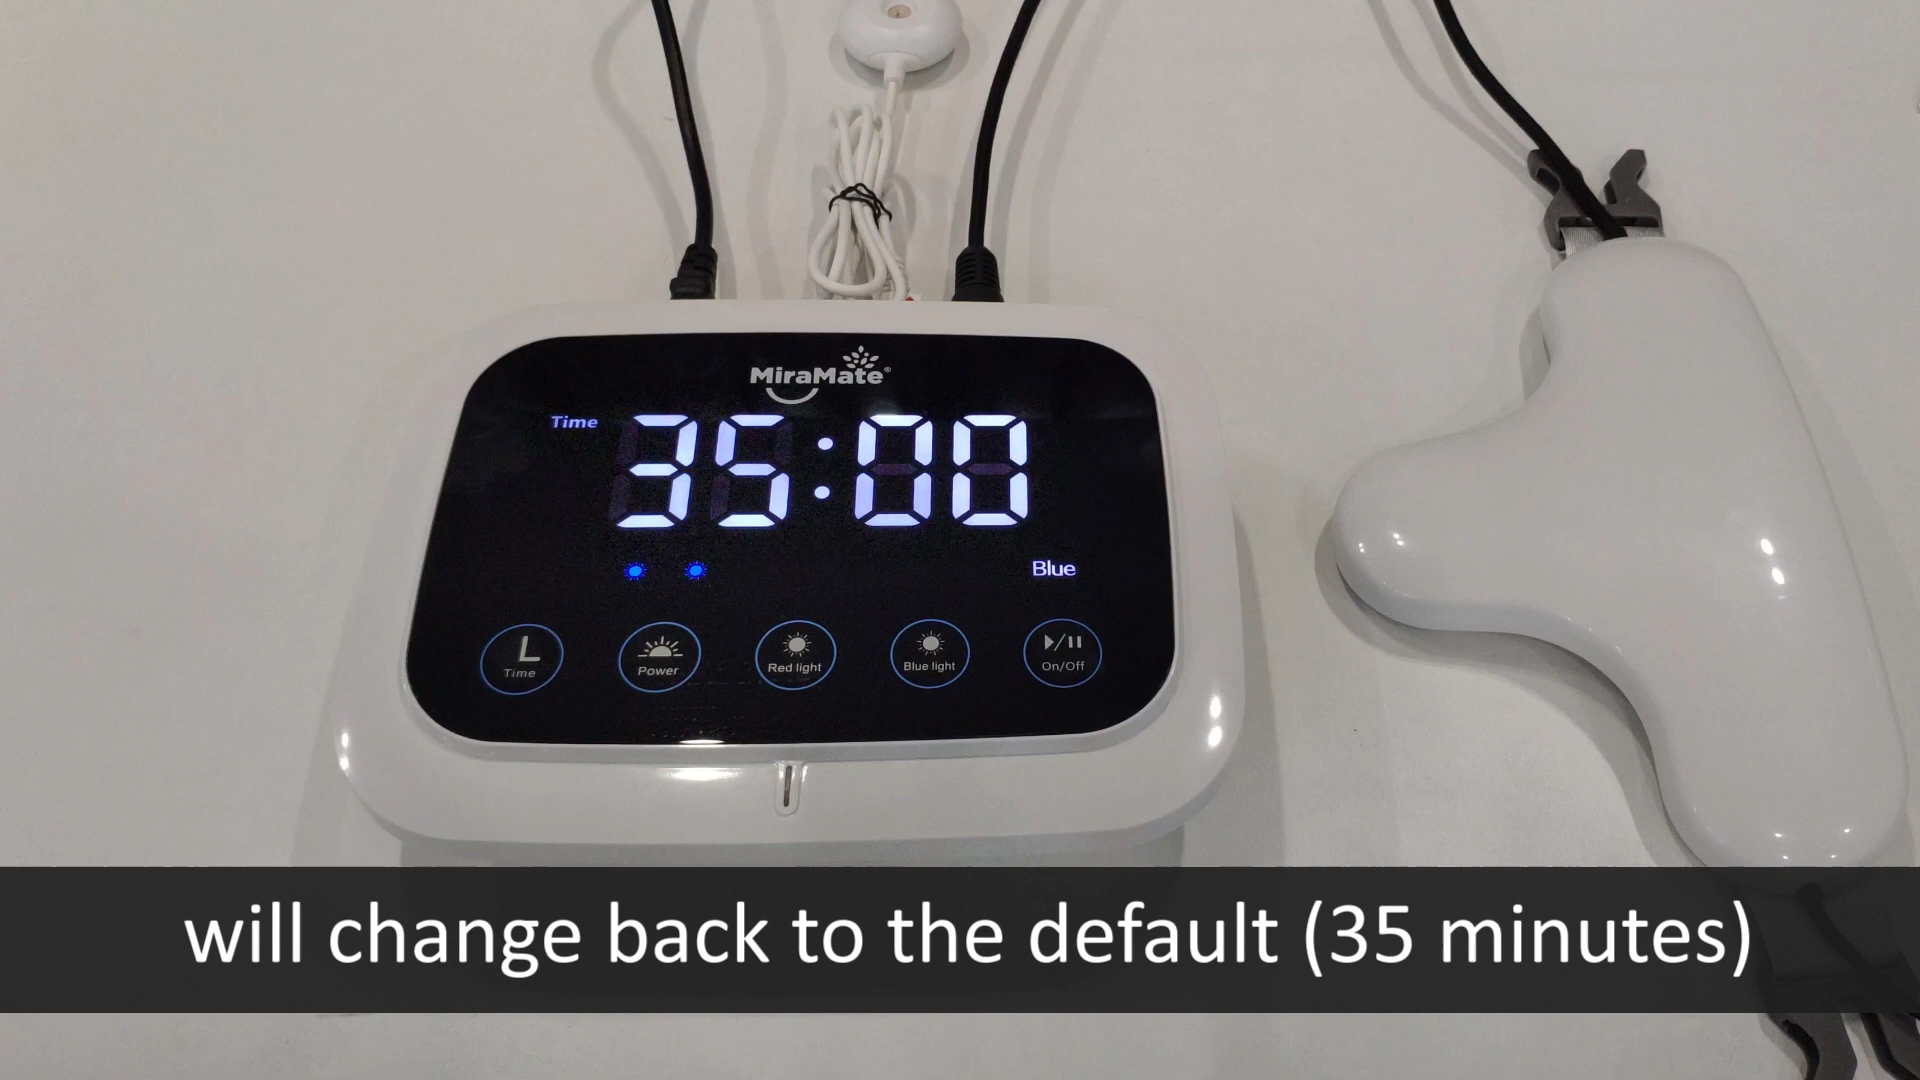 MiraMate®
Time
35:00
Blue
Time
Power
Red light
Blue light
On/Off
will change back to the default (35 minutes)